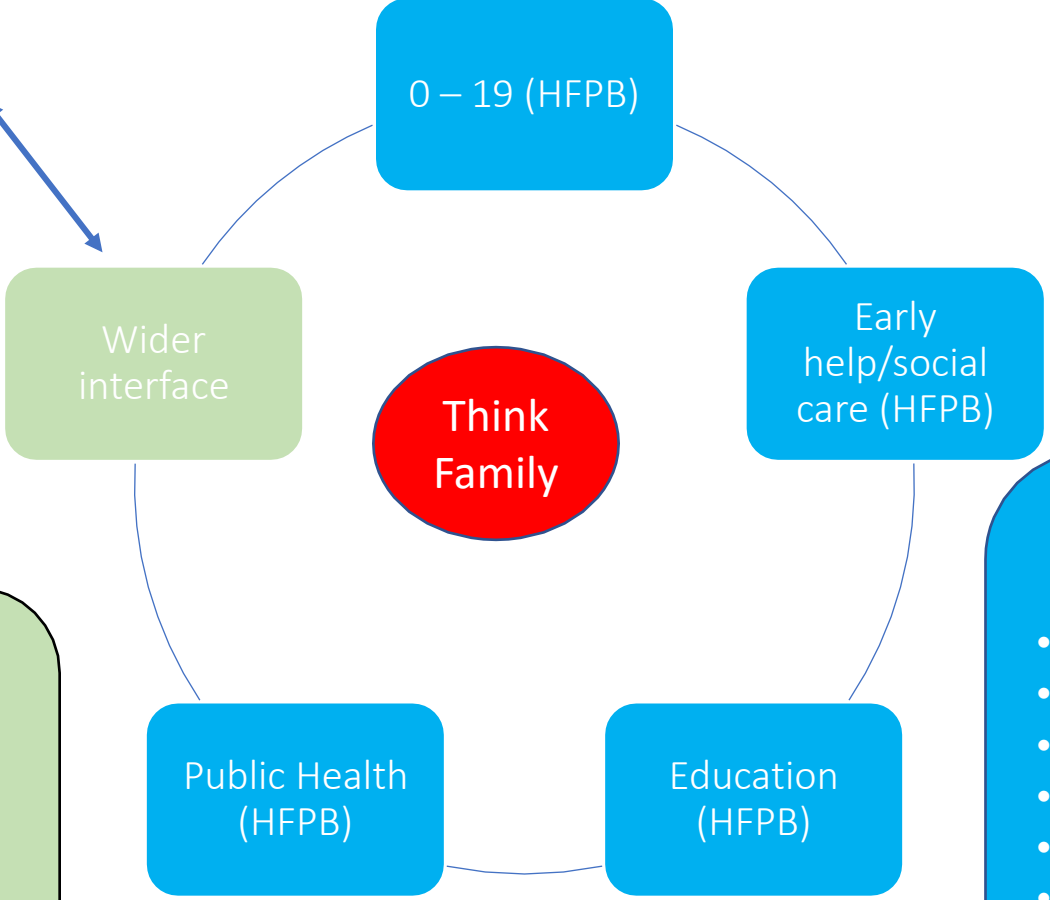 0 – 19 (HFPB)
Early
help/social
care (HFPB)
Wider
interface
Think
Family
Public Health
(HFPB)
Education
(HFPB)